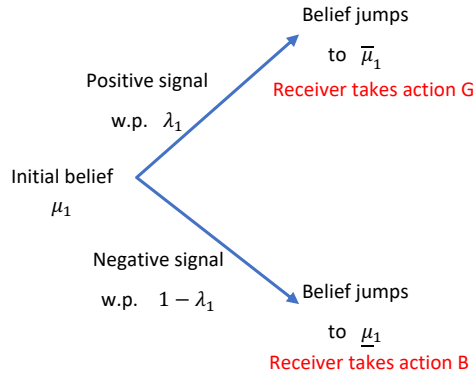 Belief jumps
to μ̅₁
Receiver takes action G
Positive signal
w.p. λ₁
Initial belief
μ₁
Negative signal
w.p. 1 − λ₁
Belief jumps
to μ̲₁
Receiver takes action B